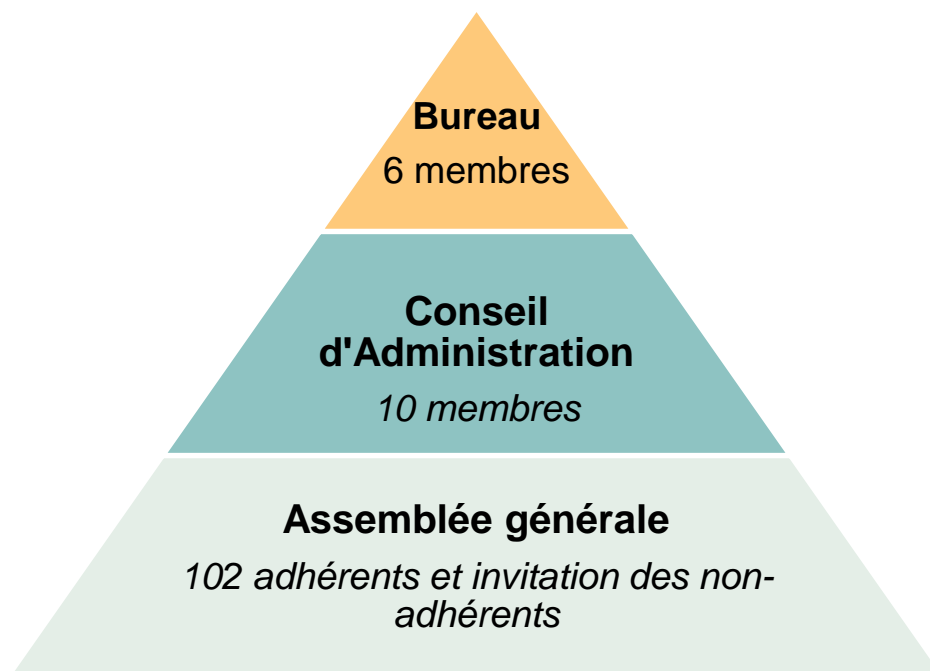 Bureau
6 membres
Conseil
d'Administration
10 membres
Assemblée générale
102 adhérents et invitation des non-
adhérents